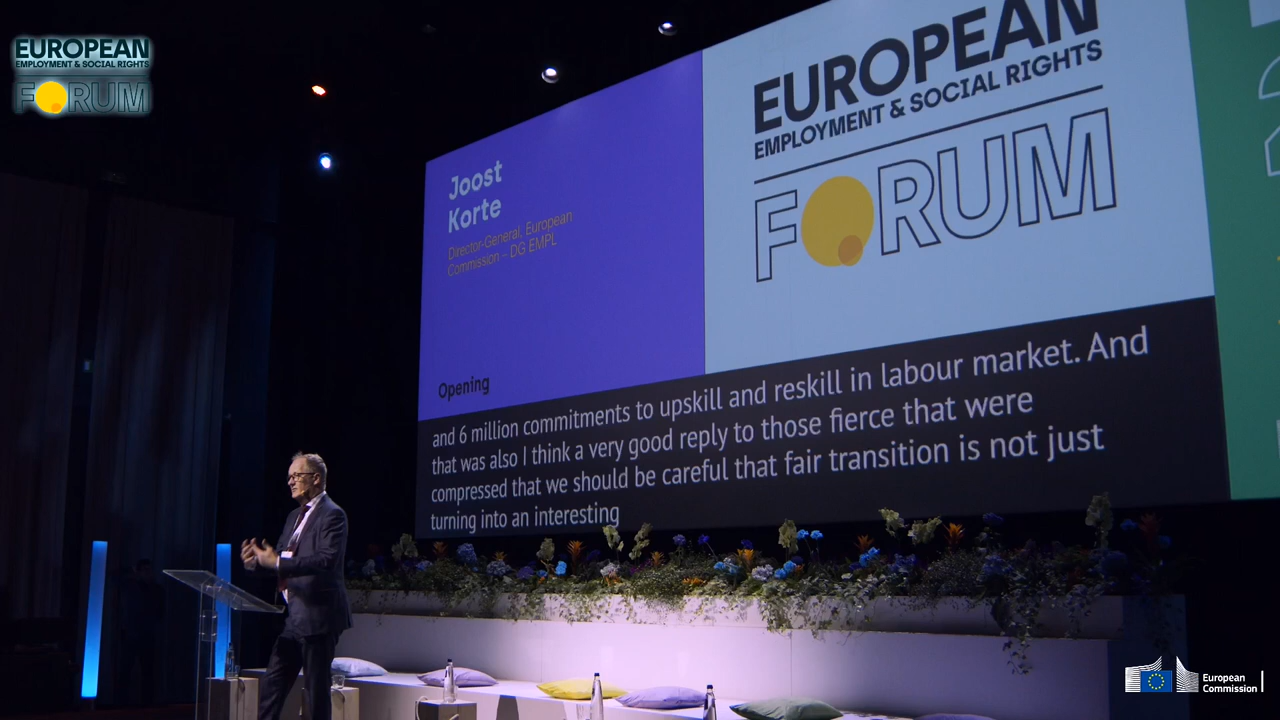 EUROPEAN
EMPLOYMENT & SOCIAL RIGHTS
FORUM
Joost
Korte
Director-General, European
Commission – DG EMPL
Opening
EUROPEAN
EMPLOYMENT & SOCIAL RIGHTS
FORUM
and 6 million commitments to upskill and reskill in labour market. And
that was also I think a very good reply to those fierce that were
compressed that we should be careful that fair transition is not just
turning into an interesting
European
Commission